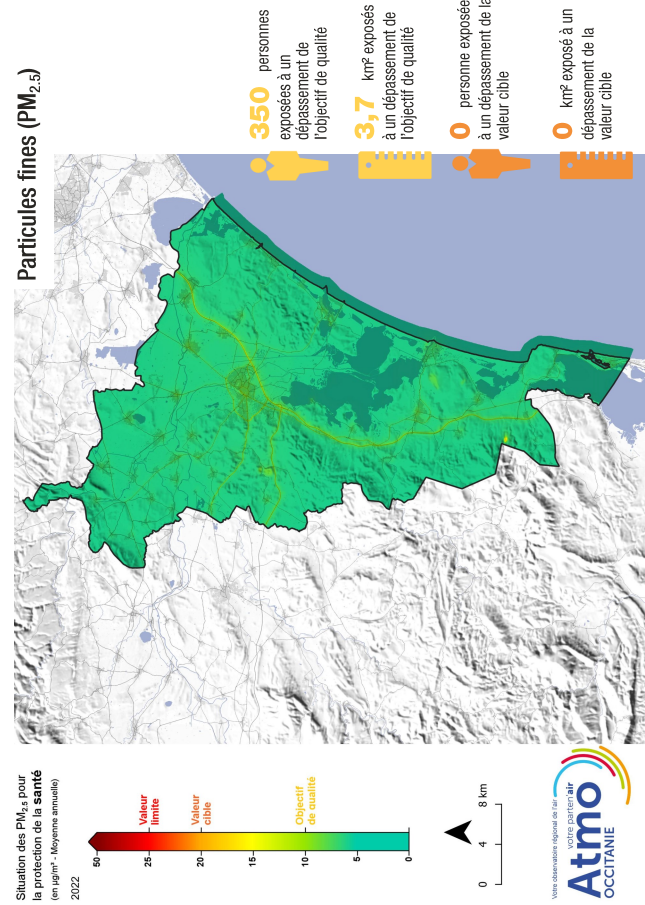 Particules fines (PM2.5)
350 personnes
exposées à un
dépassement de
l'objectif de qualité
3,7 km² exposés
à un dépassement de
l'objectif de qualité
0 personne exposée
à un dépassement de la
valeur cible
0 km² exposé à un
dépassement de la
valeur cible
Situation des PM2.5 pour
la protection de la santé
(en µg/m³ - Moyenne annuelle)
2022
50
25
20
15
10
5
0
Valeur
limite
Valeur
cible
Objectif
de qualité
0 4 8 km
Votre observatoire régional de l'air
votre parten'air
Atmo
OCCITANIE